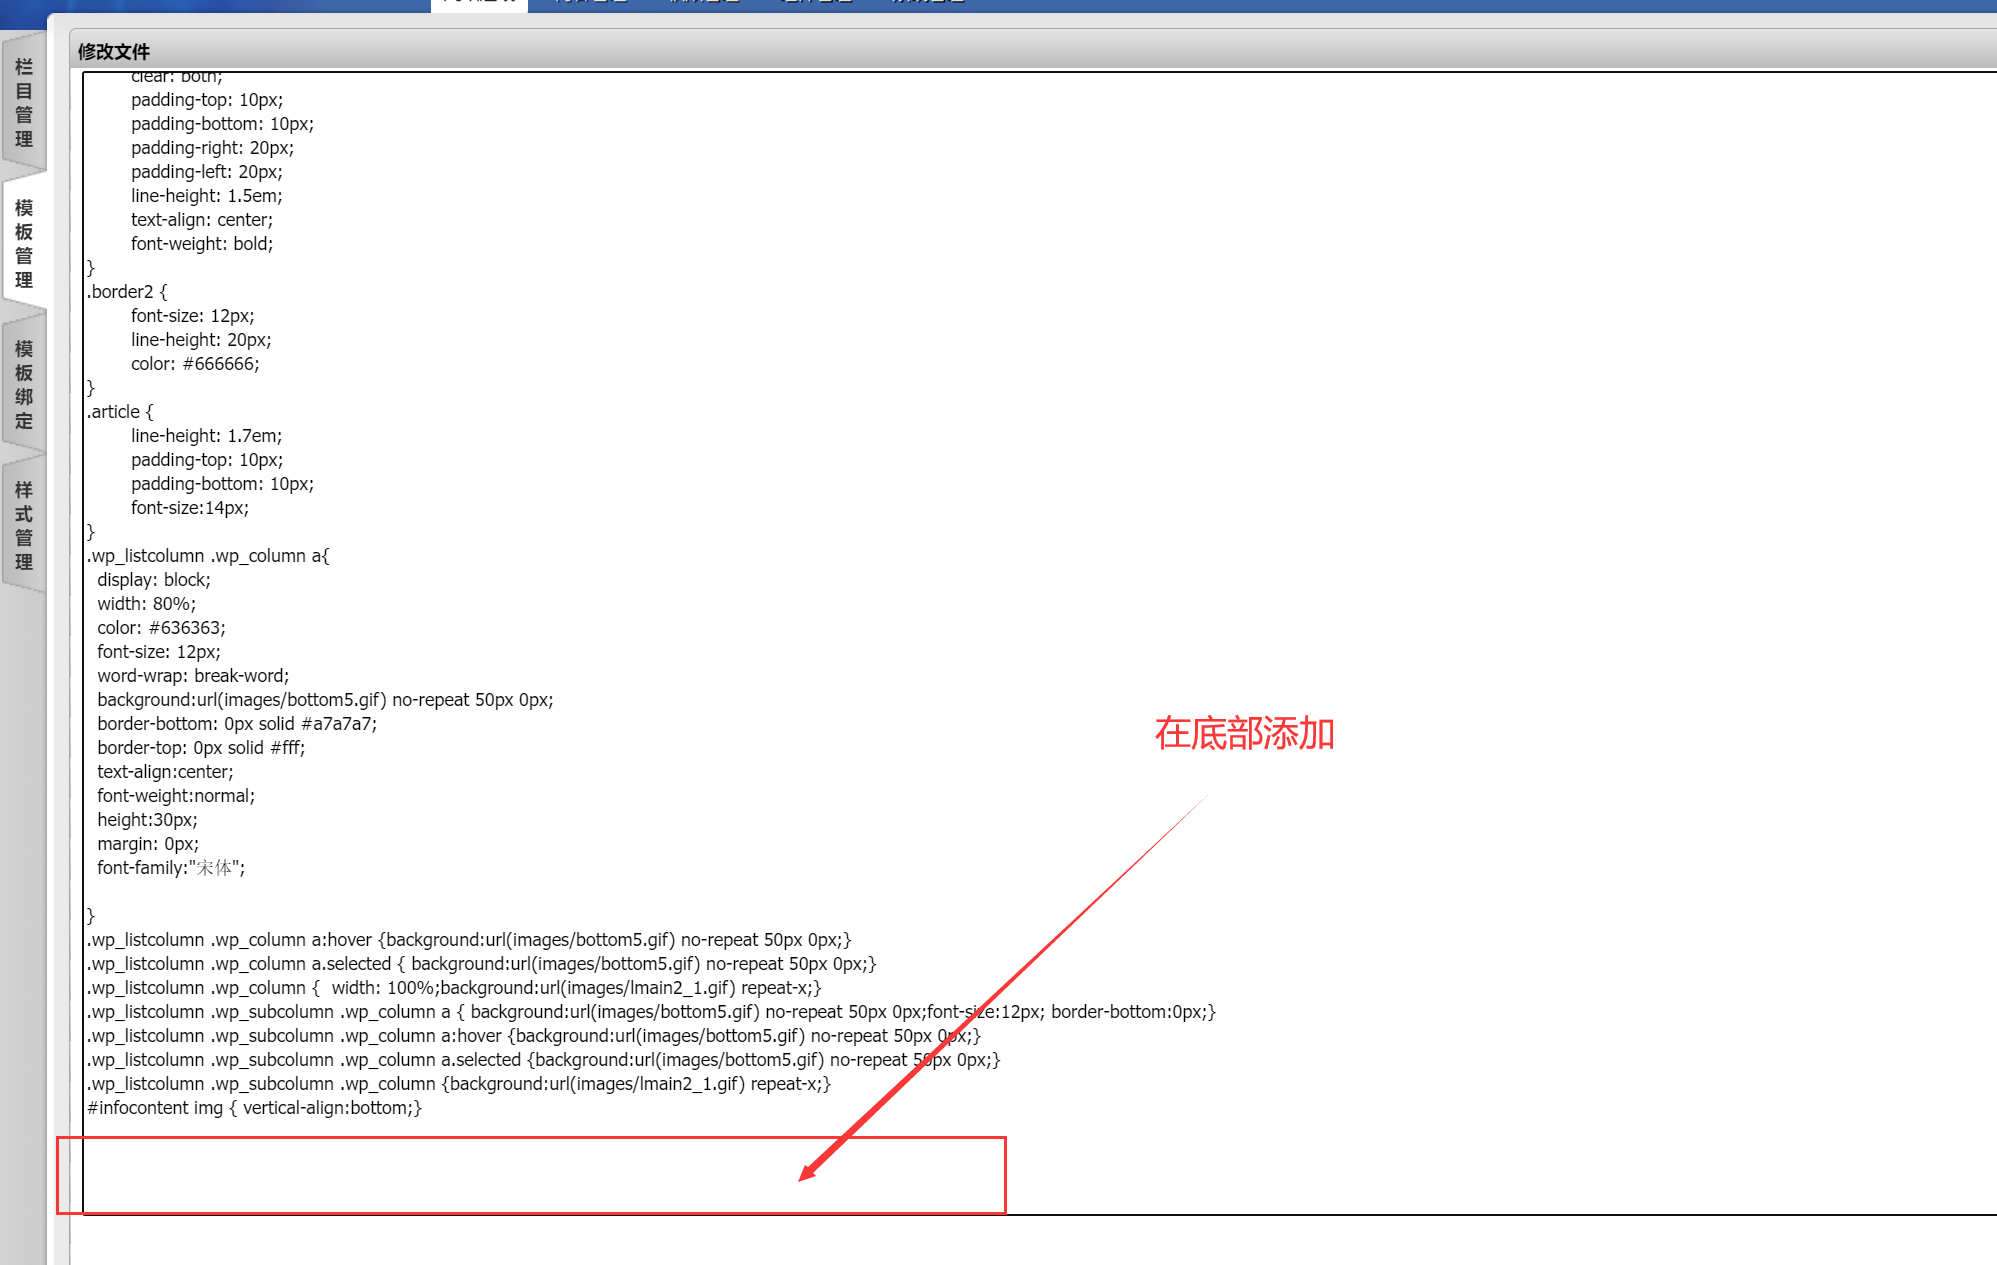 修改文件
栏目管理
模板管理
模板绑定
样式管理
clear: both;
padding-top: 10px;
padding-bottom: 10px;
padding-right: 20px;
padding-left: 20px;
line-height: 1.5em;
text-align: center;
font-weight: bold;
}
.border2 {
font-size: 12px;
line-height: 20px;
color: #666666;
}
.article {
line-height: 1.7em;
padding-top: 10px;
padding-bottom: 10px;
font-size:14px;
}
.wp_listcolumn .wp_column a{
display: block;
width: 80%;
color: #636363;
font-size: 12px;
word-wrap: break-word;
background:url(images/bottom5.gif) no-repeat 50px 0px;
border-bottom: 0px solid #a7a7a7;
border-top: 0px solid #fff;
text-align:center;
font-weight:normal;
height:30px;
margin: 0px;
font-family:"宋体";
}
.wp_listcolumn .wp_column a:hover {background:url(images/bottom5.gif) no-repeat 50px 0px;}
.wp_listcolumn .wp_column a.selected { background:url(images/bottom5.gif) no-repeat 50px 0px;}
.wp_listcolumn .wp_column {  width: 100%;background:url(images/lmain2_1.gif) repeat-x;}
.wp_listcolumn .wp_subcolumn .wp_column a { background:url(images/bottom5.gif) no-repeat 50px 0px;font-size:12px; border-bottom:0px;}
.wp_listcolumn .wp_subcolumn .wp_column a:hover {background:url(images/bottom5.gif) no-repeat 50px 0px;}
.wp_listcolumn .wp_subcolumn .wp_column a.selected {background:url(images/bottom5.gif) no-repeat 50px 0px;}
.wp_listcolumn .wp_subcolumn .wp_column {background:url(images/lmain2_1.gif) repeat-x;}
#infocontent img { vertical-align:bottom;}
在底部添加